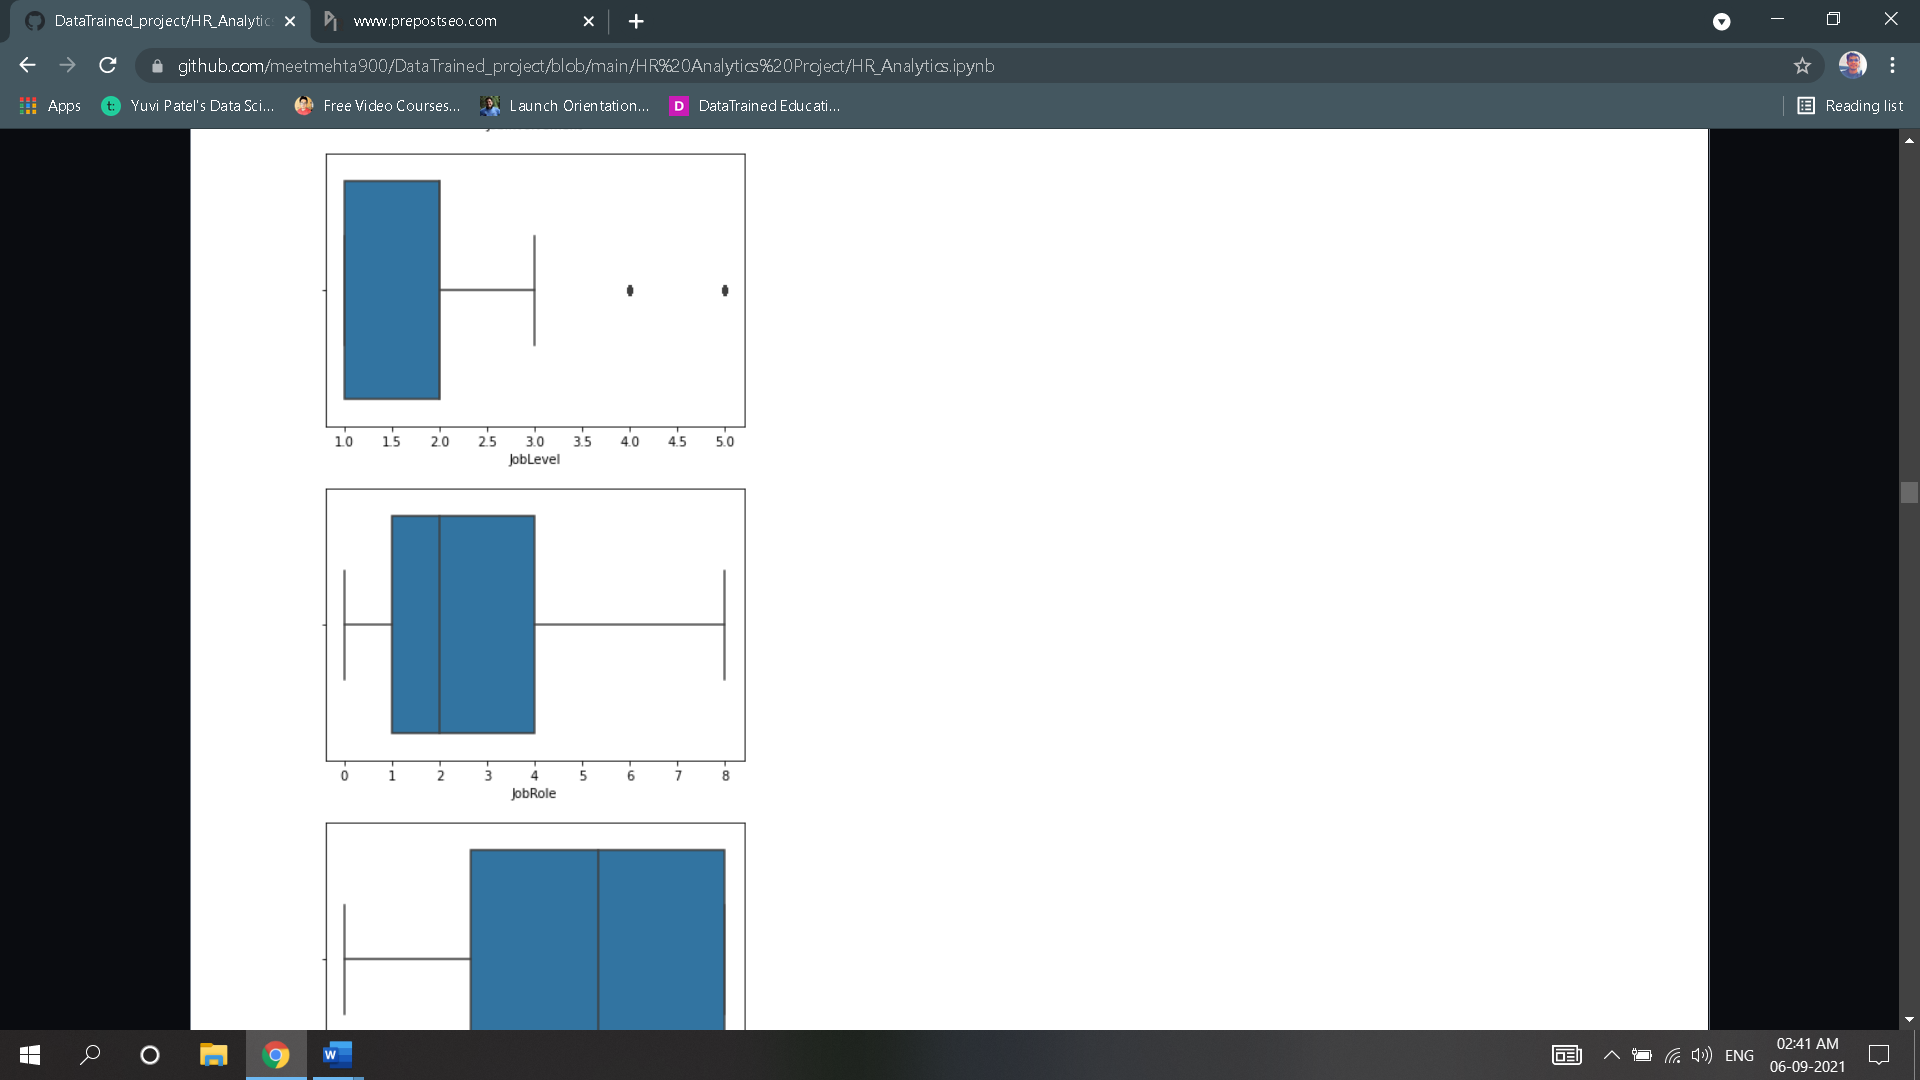 DataTrained_project/HR_Analytic
www.prepostseo.com
github.com/meetmehta900/DataTrained_project/blob/main/HR%20Analytics%20Project/HR_Analytics.ipynb
Apps
Yuvi Patel's Data Sci...
Free Video Courses...
Launch Orientation...
D
DataTrained Educati...
Reading list
1.0 1.5 2.0 2.5 3.0 3.5 4.0 4.5 5.0
JobLevel
0 1 2 3 4 5 6 7 8
JobRole
W
ENG
02:41 AM
06-09-2021